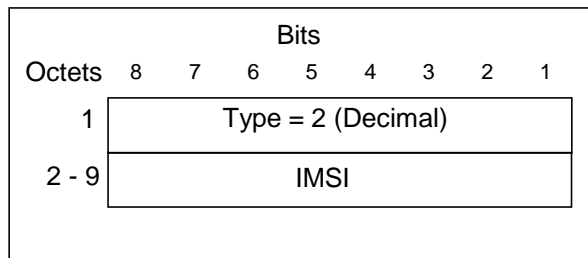 Bits
Octets 8 7 6 5 4 3 2 1
1 Type = 2 (Decimal)
2 - 9 IMSI